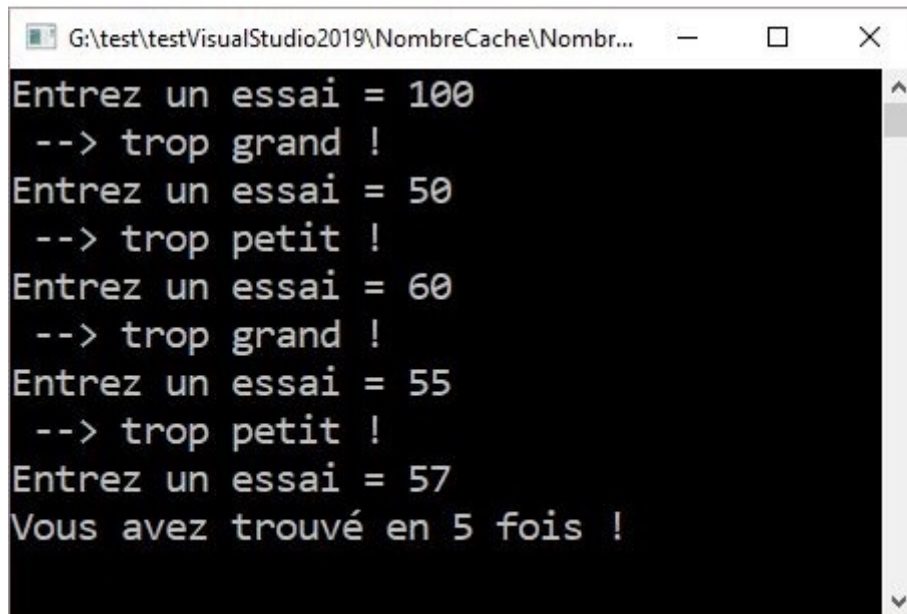 G:\test\testVisualStudio2019\NombreCache\Nombr...
Entrez un essai = 100
 --> trop grand !
Entrez un essai = 50
 --> trop petit !
Entrez un essai = 60
 --> trop grand !
Entrez un essai = 55
 --> trop petit !
Entrez un essai = 57
Vous avez trouvé en 5 fois !